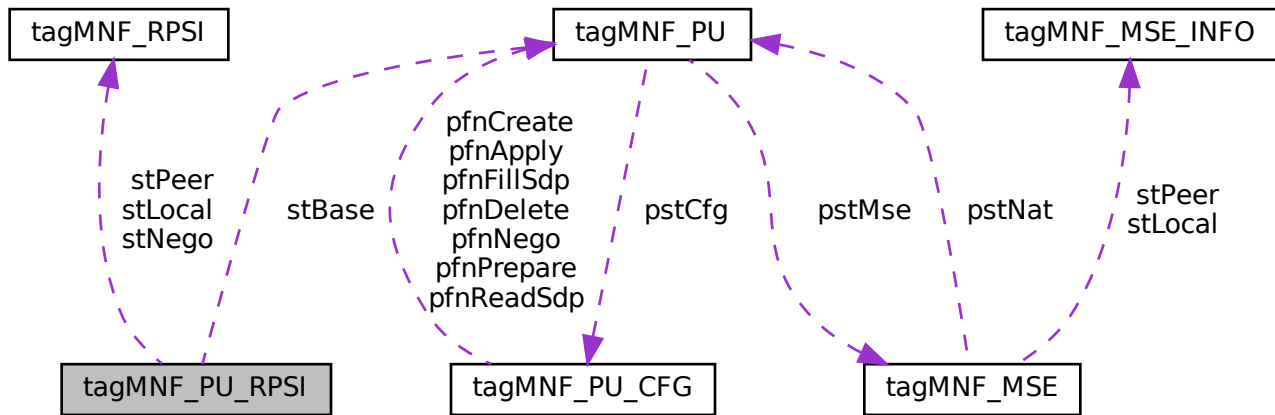 tagMNF_RPSI
tagMNF_PU
tagMNF_MSE_INFO
pfnCreate
pfnApply
pfnFillSdp
pfnDelete
pfnNego
pfnPrepare
pfnReadSdp
stPeer
stLocal
stNego
stBase
pstCfg
pstMse
pstNat
stPeer
stLocal
tagMNF_PU_RPSI
tagMNF_PU_CFG
tagMNF_MSE